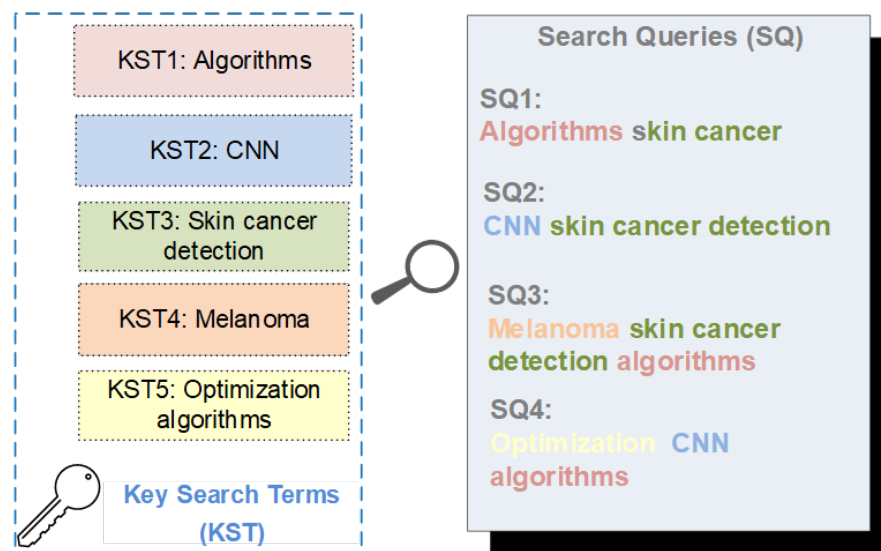 KST1: Algorithms
KST2: CNN
KST3: Skin cancer
detection
KST4: Melanoma
KST5: Optimization
algorithms
Key Search Terms
(KST)
Search Queries (SQ)
SQ1:
Algorithms skin cancer
SQ2:
CNN skin cancer detection
SQ3:
Melanoma skin cancer
detection algorithms
SQ4:
Optimization CNN
algorithms